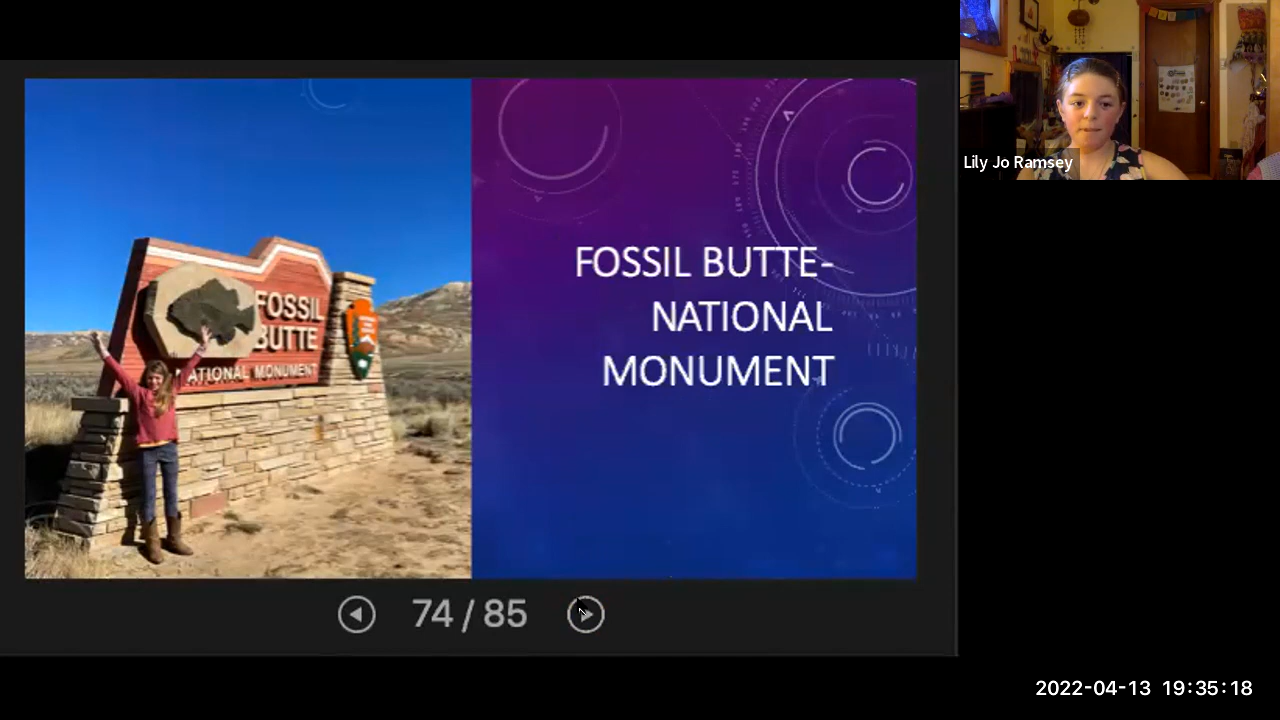 Lily Jo Ramsey
FOSSIL
BUTTE
NATIONAL MONUMENT
FOSSIL BUTTE-
NATIONAL
MONUMENT
74 / 85
2022-04-13 19:35:18